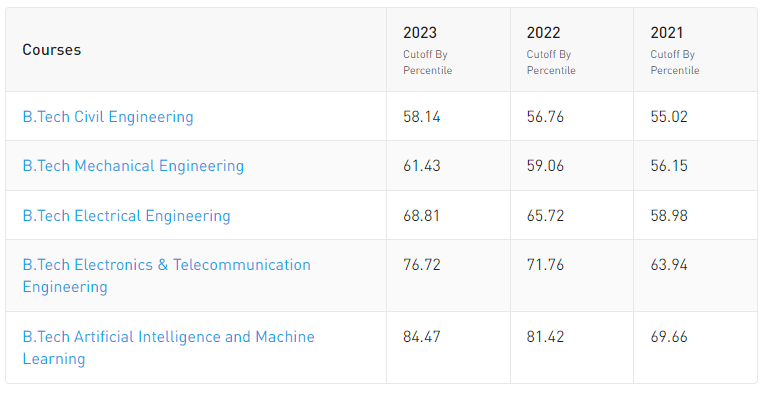 Courses 2023 2022 2021
Cutoff By Cutoff By Cutoff By
Percentile Percentile Percentile
B.Tech Civil Engineering 58.14 56.76 55.02
B.Tech Mechanical Engineering 61.43 59.06 56.15
B.Tech Electrical Engineering 68.81 65.72 58.98
B.Tech Electronics & Telecommunication 76.72 71.76 63.94
Engineering
B.Tech Artificial Intelligence and Machine 84.47 81.42 69.66
Learning